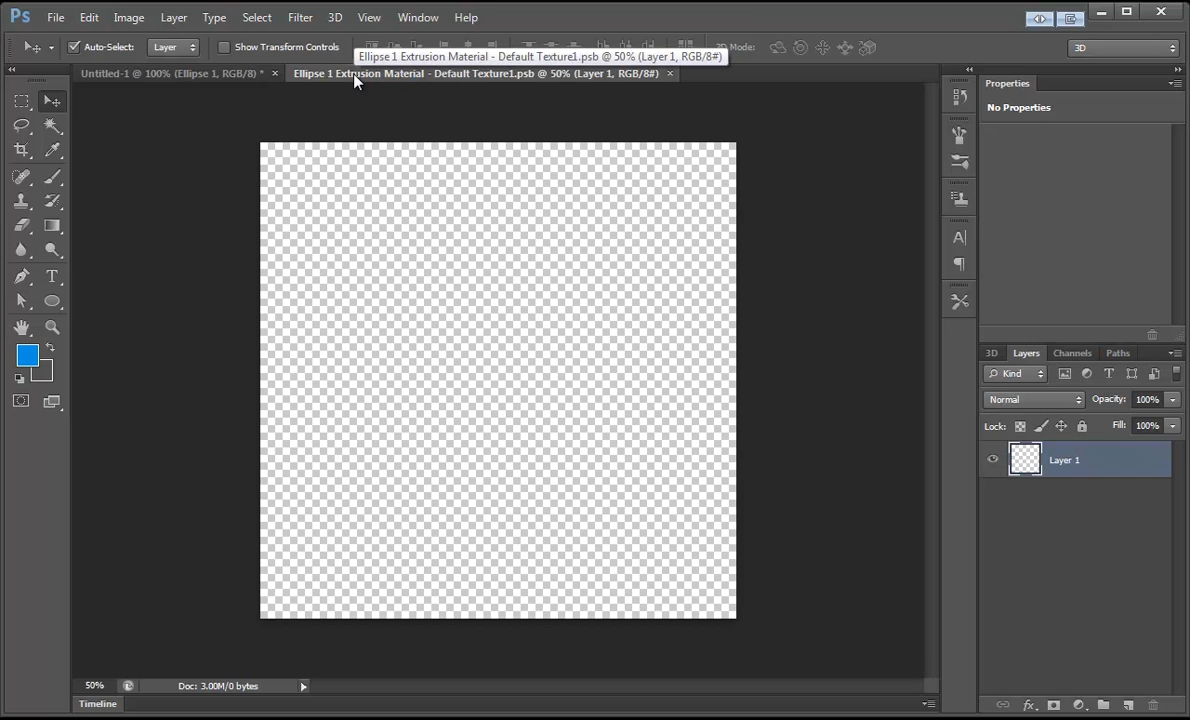 Ps File Edit Image Layer Type Select Filter 3D View Window Help
Auto-Select: Layer Show Transform Controls 3D Mode: 3D
Ellipse 1 Extrusion Material - Default Texture1.psb @ 50% (Layer 1, RGB/8#)
Untitled-1 @ 100% (Ellipse 1, RGB/8) * × Ellipse 1 Extrusion Material - Default Texture1.psb @ 50% (Layer 1, RGB/8#) ×
Properties
No Properties
3D Layers Channels Paths
Kind
Normal Opacity: 100%
Lock: Fill: 100%
Layer 1
50% Doc: 3.00M/0 bytes
Timeline